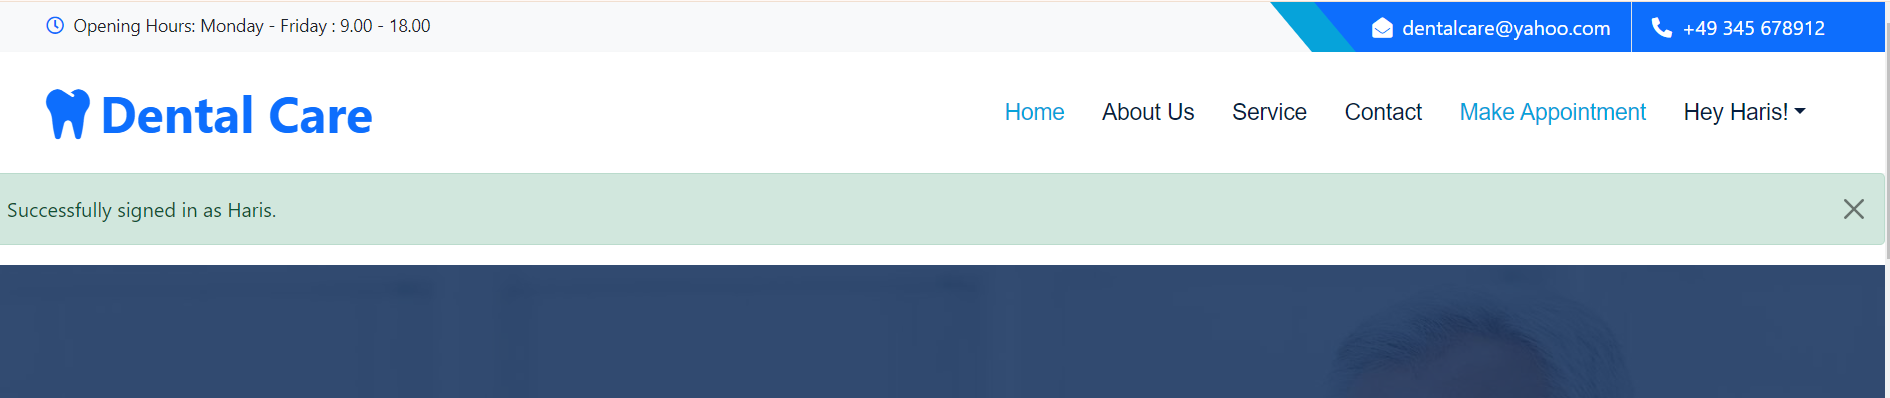 Opening Hours: Monday - Friday : 9.00 - 18.00
dentalcare@yahoo.com
+49 345 678912
Dental Care
Home About Us Service Contact Make Appointment Hey Haris!
Successfully signed in as Haris.